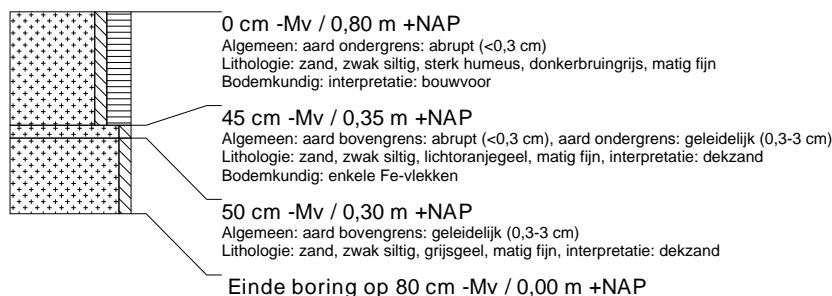 0 cm -Mv / 0,80 m +NAP
Algemeen: aard ondergrens: abrupt (<0,3 cm)
Lithologie: zand, zwak siltig, sterk humeus, donkerbruingrijs, matig fijn
Bodemkundig: interpretatie: bouwvoor
45 cm -Mv / 0,35 m +NAP
Algemeen: aard bovengrens: abrupt (<0,3 cm), aard ondergrens: geleidelijk (0,3-3 cm)
Lithologie: zand, zwak siltig, lichtoranjegeel, matig fijn, interpretatie: dekzand
Bodemkundig: enkele Fe-vlekken
50 cm -Mv / 0,30 m +NAP
Algemeen: aard bovengrens: geleidelijk (0,3-3 cm)
Lithologie: zand, zwak siltig, grijsgeel, matig fijn, interpretatie: dekzand
Einde boring op 80 cm -Mv / 0,00 m +NAP